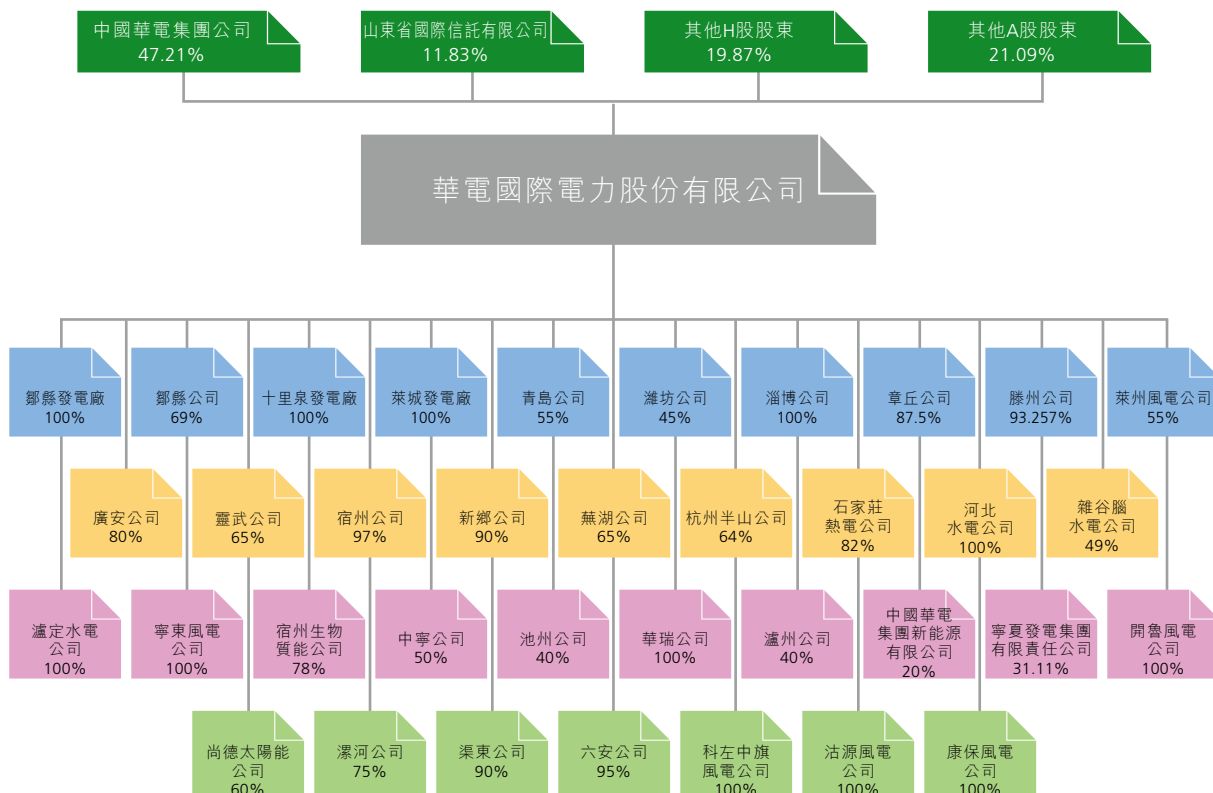 中國華電集團公司
47.21%
山東省國際信託有限公司
11.83%
其他H股股東
19.87%
其他A股股東
21.09%
華電國際電力股份有限公司
鄒縣發電廠
100%
鄒縣公司
69%
十里泉發電廠
100%
萊城發電廠
100%
青島公司
55%
濰坊公司
45%
淄博公司
100%
章丘公司
87.5%
滕州公司
93.257%
萊州風電公司
55%
廣安公司
80%
靈武公司
65%
宿州公司
97%
新鄉公司
90%
蕪湖公司
65%
杭州半山公司
64%
石家莊
熱電公司
82%
河北
水電公司
100%
雜谷腦
水電公司
49%
瀘定水電
公司
100%
寧東風電
公司
100%
宿州生物
質能公司
78%
中寧公司
50%
池州公司
40%
華瑞公司
100%
瀘州公司
40%
中國華電
集團新能源
有限公司
20%
寧夏發電集團
有限責任公司
31.11%
開魯風電
公司
100%
尚德太陽能
公司
60%
漯河公司
75%
渠東公司
90%
六安公司
95%
科左中旗
風電公司
100%
沽源風電
公司
100%
康保風電
公司
100%